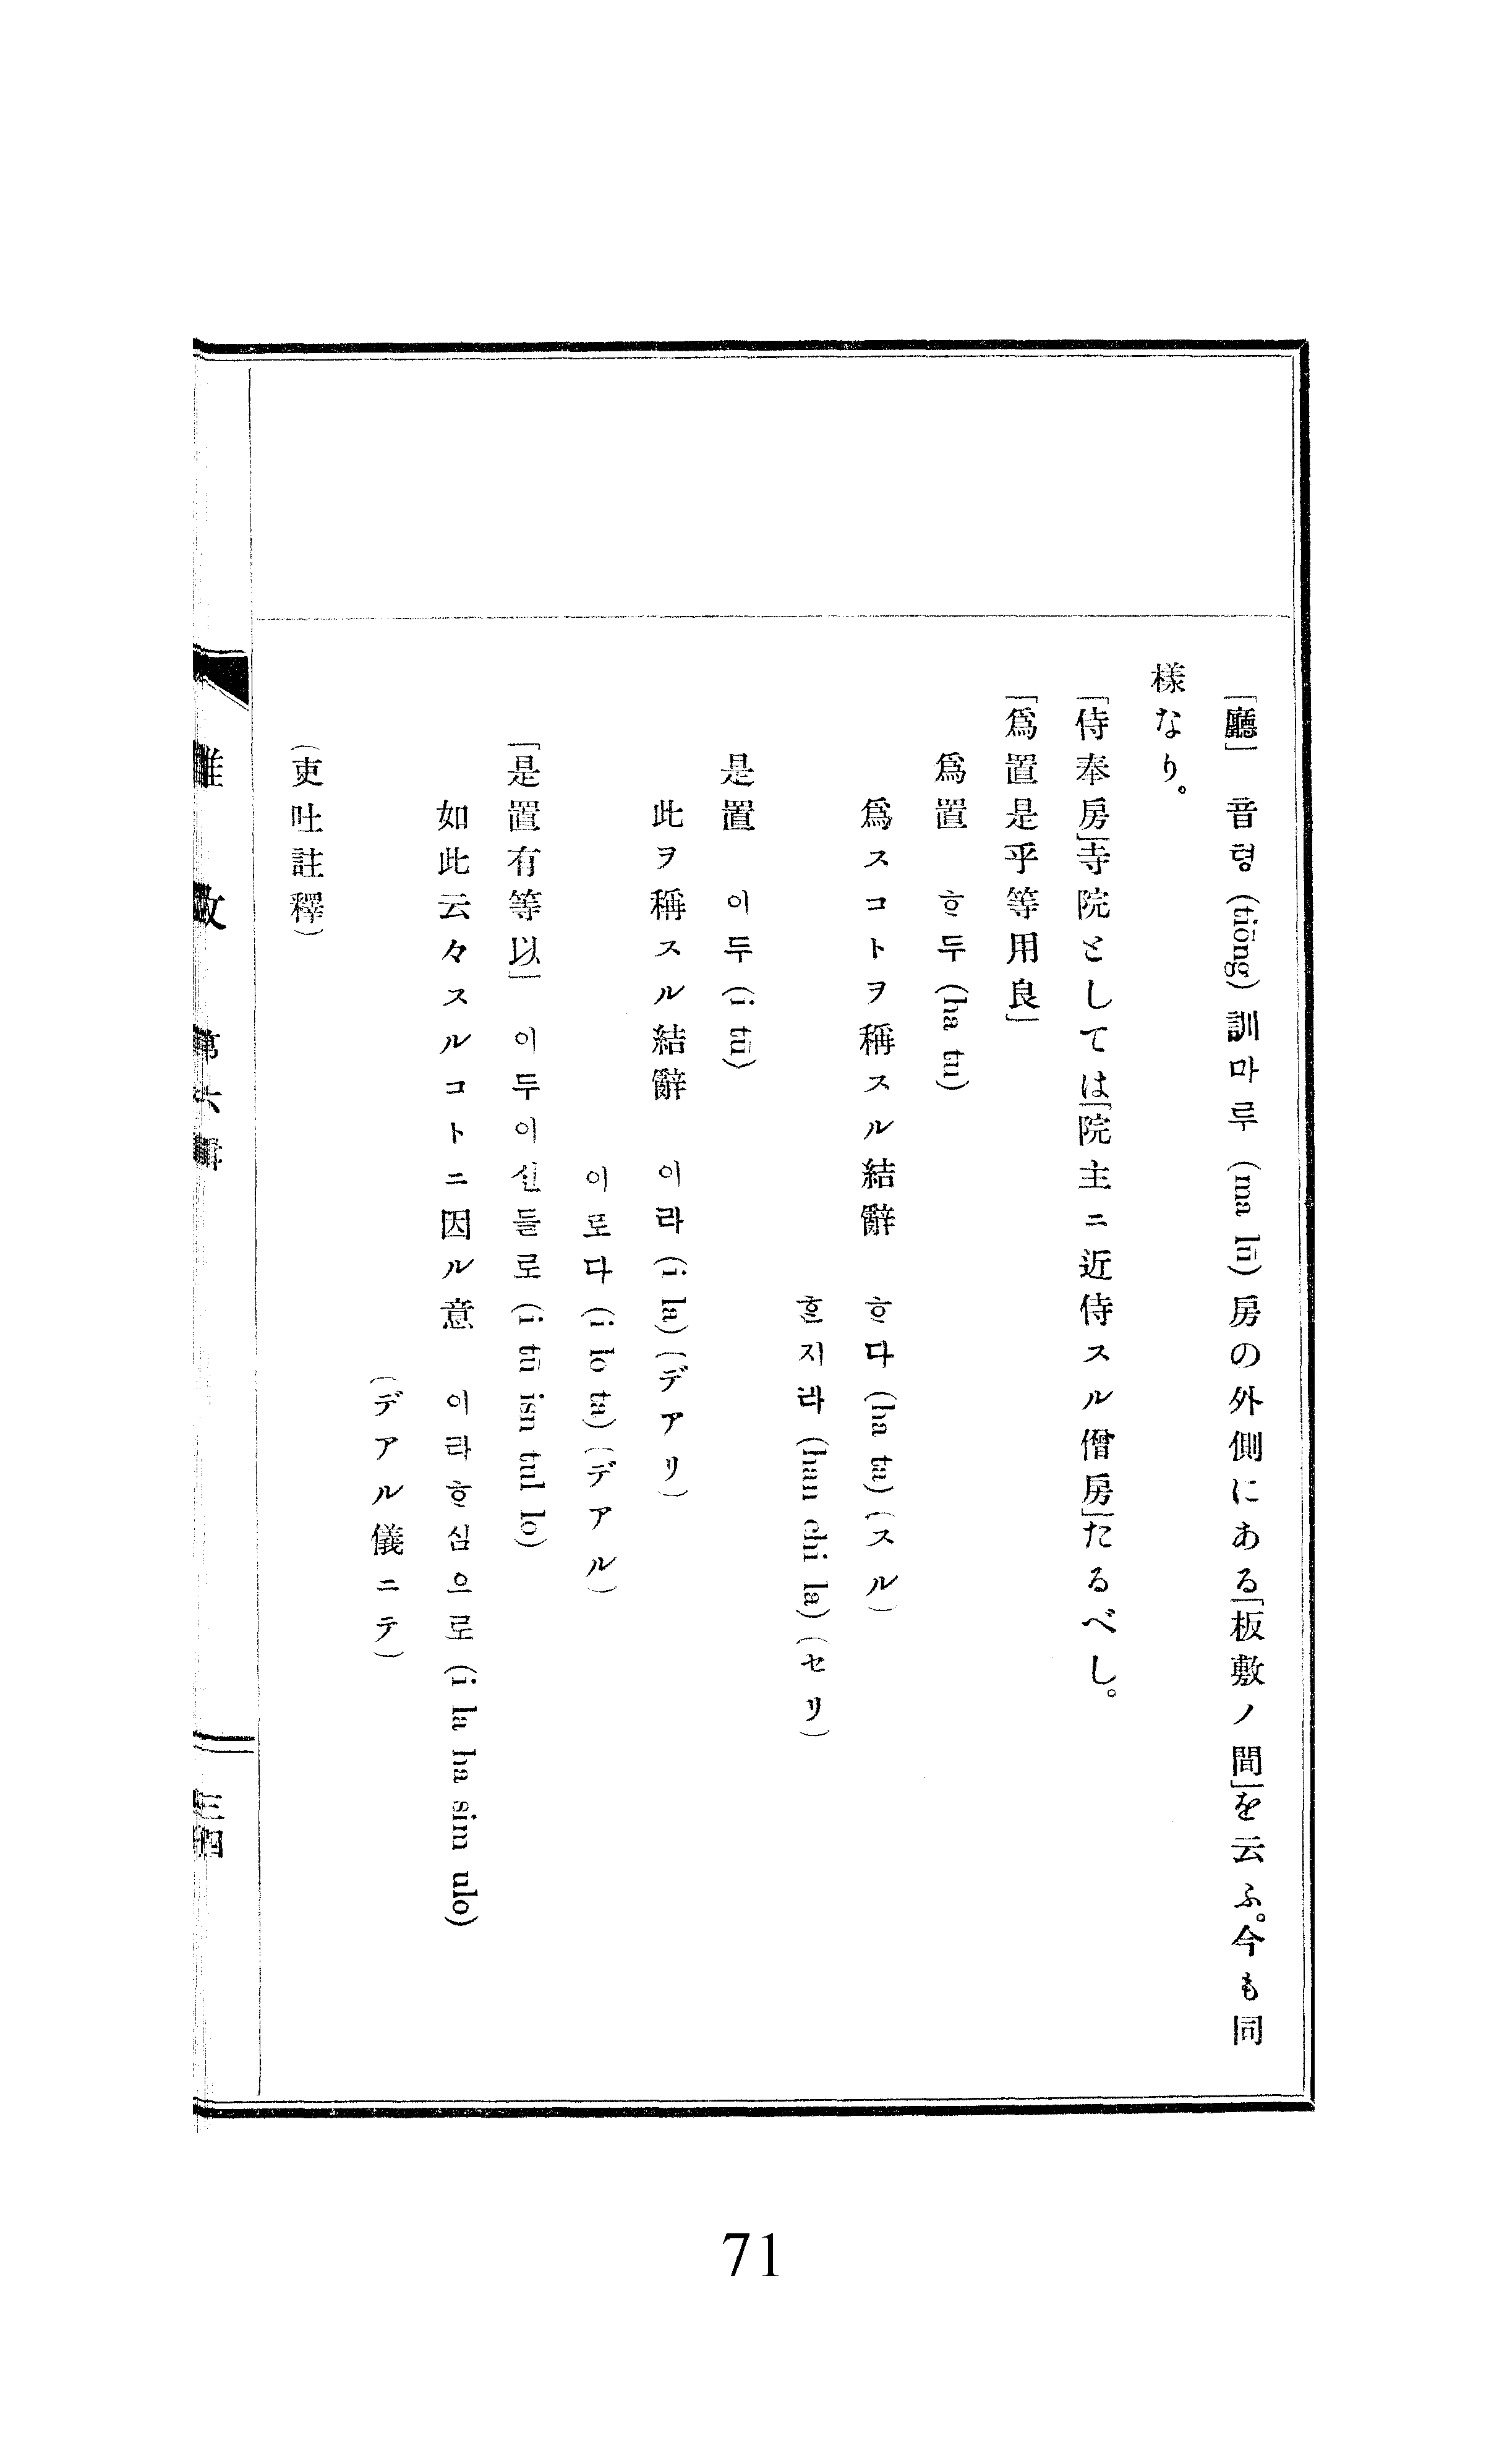 「廳」　音텽 (tiöng) 訓마루 (ma lŭ) 房の外側にある「板敷ノ間」を云ふ。今も同
樣なり。
「侍奉房」寺院としては「院主ニ近侍スル僧房」たるべし。
「爲置是乎等用良」
爲置　ᄒᆞ두 (ha tu)
爲スコトヲ稱スル結辭　ᄒᆞ다 (ha ta)（スル）
ᄒᆞᆫ지라 (han chi la)（セリ）
是置　이두 (i tŭ)
此ヲ稱スル結辭　이라 (i la)（デアリ）
이로다 (i lo ta)（デアル）
「是置有等以」　이두이신들로 (i tŭ isn tul lo)
如此云々スルコトニ因ル意　이라ᄒᆞ심으로 (i la ha sim ulo)
（デアル儀ニテ）
（吏吐註釋）
雜攷　第六輯
三四
71